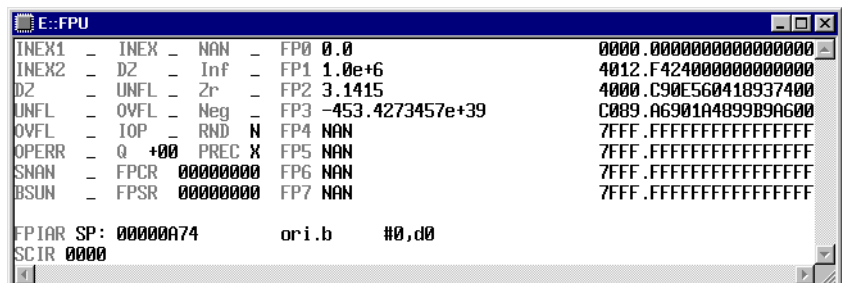 E::FPU
INEX1 _ INEX _ NAN _ FP0 0.0 0000.0000000000000000
INEX2 _ DZ _ Inf _ FP1 1.0e+6 4012.F424000000000000
DZ _ UNFL _ Zr _ FP2 3.1415 4000.C90E560418937400
UNFL _ OVFL _ Neg _ FP3 -453.4273457e+39 C089.A6901A4899B9A600
OVFL _ IOP _ RND N FP4 NAN 7FFF.FFFFFFFFFFFFFFFF
OPERR _ Q +00 PREC X FP5 NAN 7FFF.FFFFFFFFFFFFFFFF
SNAN _ FPCR 00000000 FP6 NAN 7FFF.FFFFFFFFFFFFFFFF
BSUN _ FPSR 00000000 FP7 NAN 7FFF.FFFFFFFFFFFFFFFF
FPIAR SP: 00000A74 ori.b #0,d0
SCIR 0000